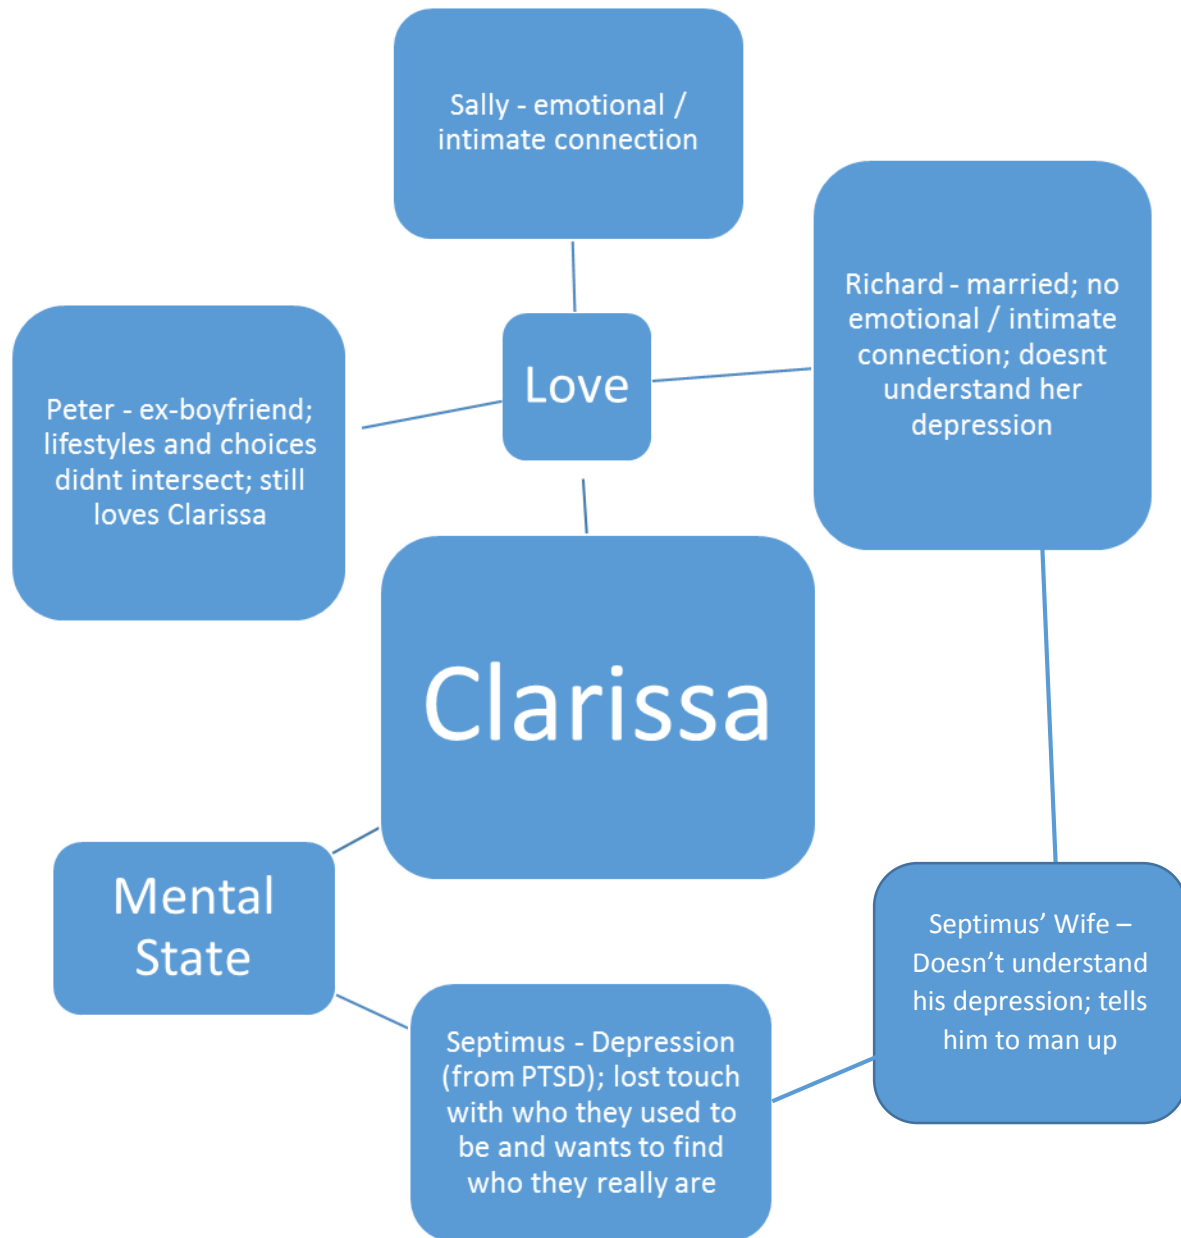 Sally - emotional /
intimate connection
Richard - married; no
emotional / intimate
connection; doesnt
understand her
depression
Love
Peter - ex-boyfriend;
lifestyles and choices
didnt intersect; still
loves Clarissa
Clarissa
Mental
State
Septimus’ Wife –
Doesn’t understand
his depression; tells
him to man up
Septimus - Depression
(from PTSD); lost touch
with who they used to
be and wants to find
who they really are